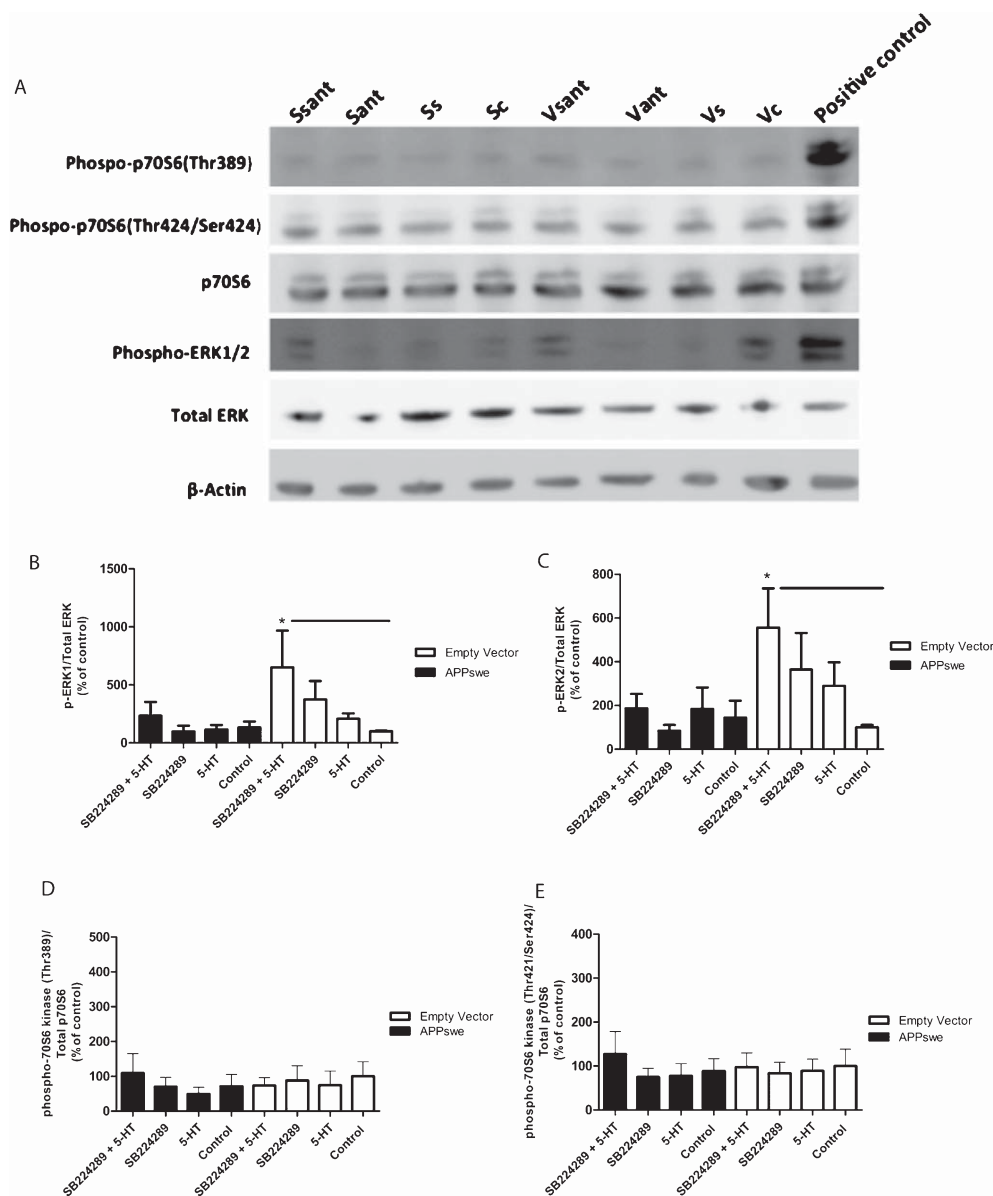 A
Ssant
Sant
Ss
Sc
Vsant
Vant
Vs
Vc
Positive control
Phospo-p70S6(Thr389)
Phospo-p70S6(Thr424/Ser424)
p70S6
Phospho-ERK1/2
Total ERK
β-Actin
B
p-ERK1/Total ERK
(% of control)
1500
1000
500
0
*
SB224289 + 5-HT
SB224289
5-HT
Control
SB224289 + 5-HT
SB224289
5-HT
Control
Empty Vector
APPswe
C
p-ERK2/Total ERK
(% of control)
800
600
400
200
0
*
SB224289 + 5-HT
SB224289
5-HT
Control
SB224289 + 5-HT
SB224289
5-HT
Control
Empty Vector
APPswe
D
phospho-70S6 kinase (Thr389)/
Total p70S6
(% of control)
500
400
300
200
100
0
SB224289 + 5-HT
SB224289
5-HT
Control
SB224289 + 5-HT
SB224289
5-HT
Control
Empty Vector
APPswe
E
phospho-70S6 kinase (Thr421/Ser424)/
Total p70S6
(% of control)
400
300
200
100
0
SB224289 + 5-HT
SB224289
5-HT
Control
SB224289 + 5-HT
SB224289
5-HT
Control
Empty Vector
APPswe